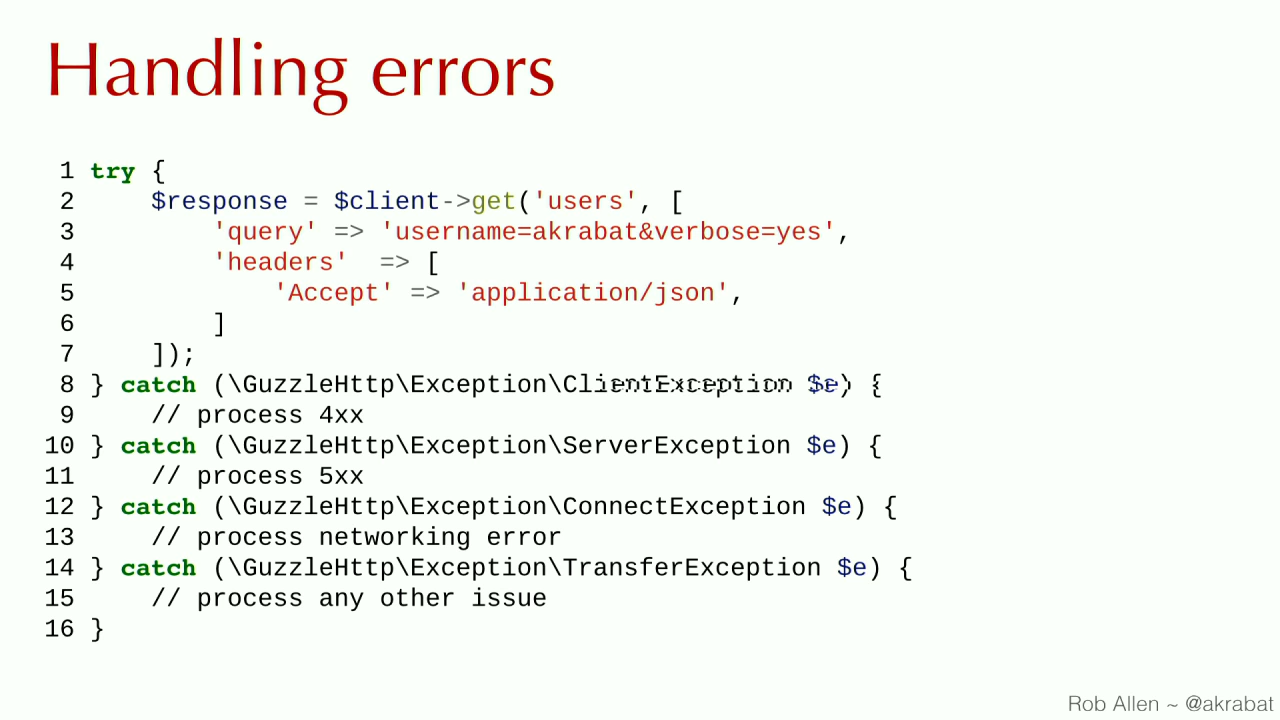 Handling errors
1 try {
2     $response = $client->get('users', [
3         'query' => 'username=akrabat&verbose=yes',
4         'headers'  => [
5             'Accept' => 'application/json',
6         ]
7     ]);
8 } catch (\GuzzleHttp\Exception\ClientException $e) {
9     // process 4xx
10 } catch (\GuzzleHttp\Exception\ServerException $e) {
11     // process 5xx
12 } catch (\GuzzleHttp\Exception\ConnectException $e) {
13     // process networking error
14 } catch (\GuzzleHttp\Exception\TransferException $e) {
15     // process any other issue
16 }
Rob Allen ~ @akrabat